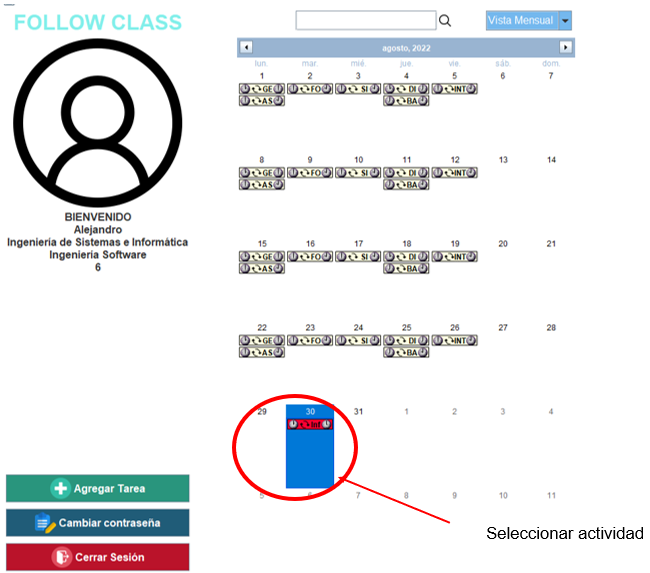 FOLLOW CLASS
BIENVENIDO
Alejandro
Ingeniería de Sistemas e Informática
Ingeniería Software
6
Agregar Tarea
Cambiar contraseña
Cerrar Sesión
Vista Mensual
agosto, 2022
lun. mar. mié. jue. vie. sáb. dom.
1 2 3 4 5 6 7
GE FO SI DI INT
AS BA
8 9 10 11 12 13 14
GE FO SI DI INT
AS BA
15 16 17 18 19 20 21
GE FO SI DI INT
AS BA
22 23 24 25 26 27 28
GE FO SI DI INT
AS BA
29 30 31 1 2 3 4
Inf
5 6 7 8 9 10 11
Seleccionar actividad